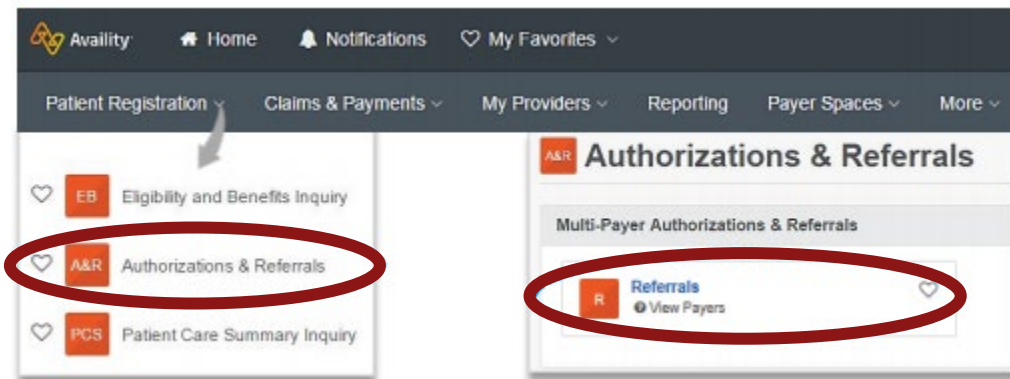 Availity Home Notifications My Favorites
Patient Registration Claims & Payments My Providers Reporting Payer Spaces More
EB Eligibility and Benefits Inquiry
A&R Authorizations & Referrals
PCS Patient Care Summary Inquiry
A&R Authorizations & Referrals
Multi-Payer Authorizations & Referrals
R Referrals
View Payers